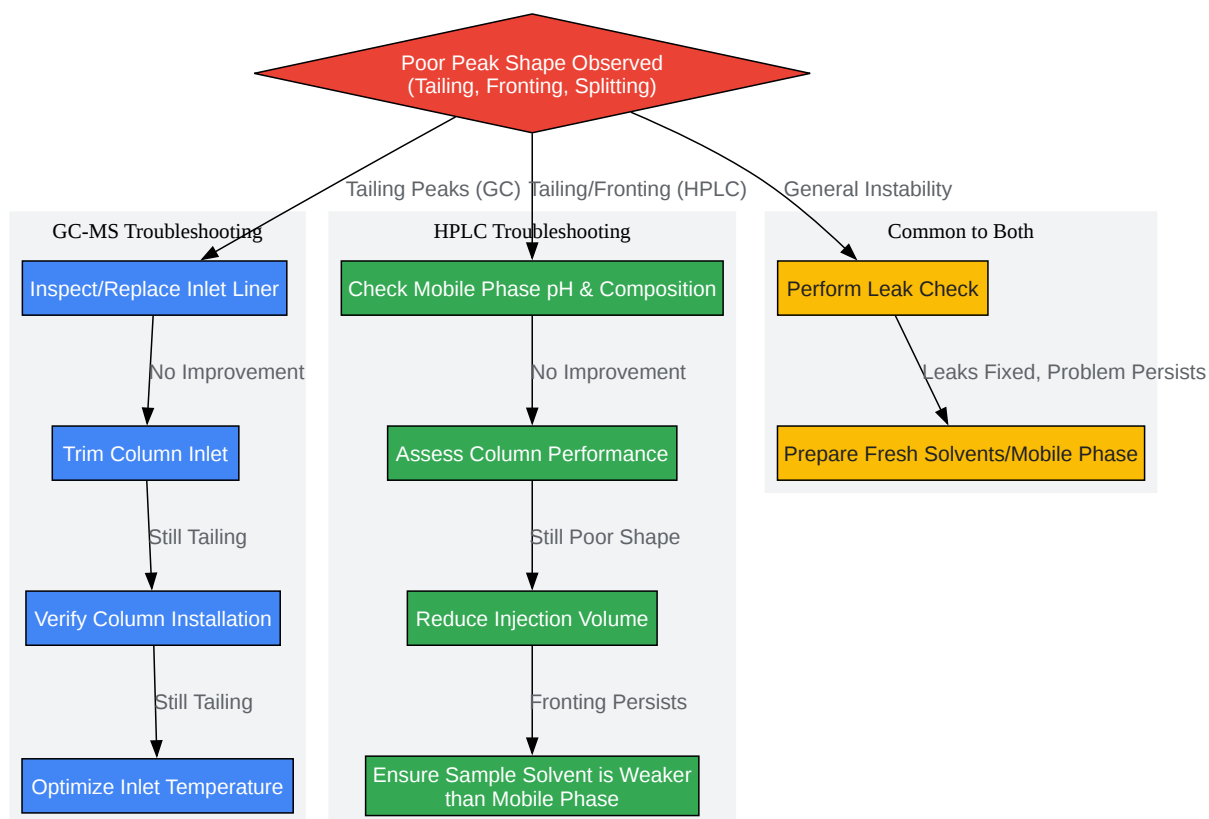 Poor Peak Shape Observed
(Tailing, Fronting, Splitting)
Tailing Peaks (GC)
Tailing/Fronting (HPLC)
General Instability
GC-MS Troubleshooting
Inspect/Replace Inlet Liner
No Improvement
Trim Column Inlet
Still Tailing
Verify Column Installation
Still Tailing
Optimize Inlet Temperature
HPLC Troubleshooting
Check Mobile Phase pH & Composition
No Improvement
Assess Column Performance
Still Poor Shape
Reduce Injection Volume
Fronting Persists
Ensure Sample Solvent is Weaker
than Mobile Phase
Common to Both
Perform Leak Check
Leaks Fixed, Problem Persists
Prepare Fresh Solvents/Mobile Phase